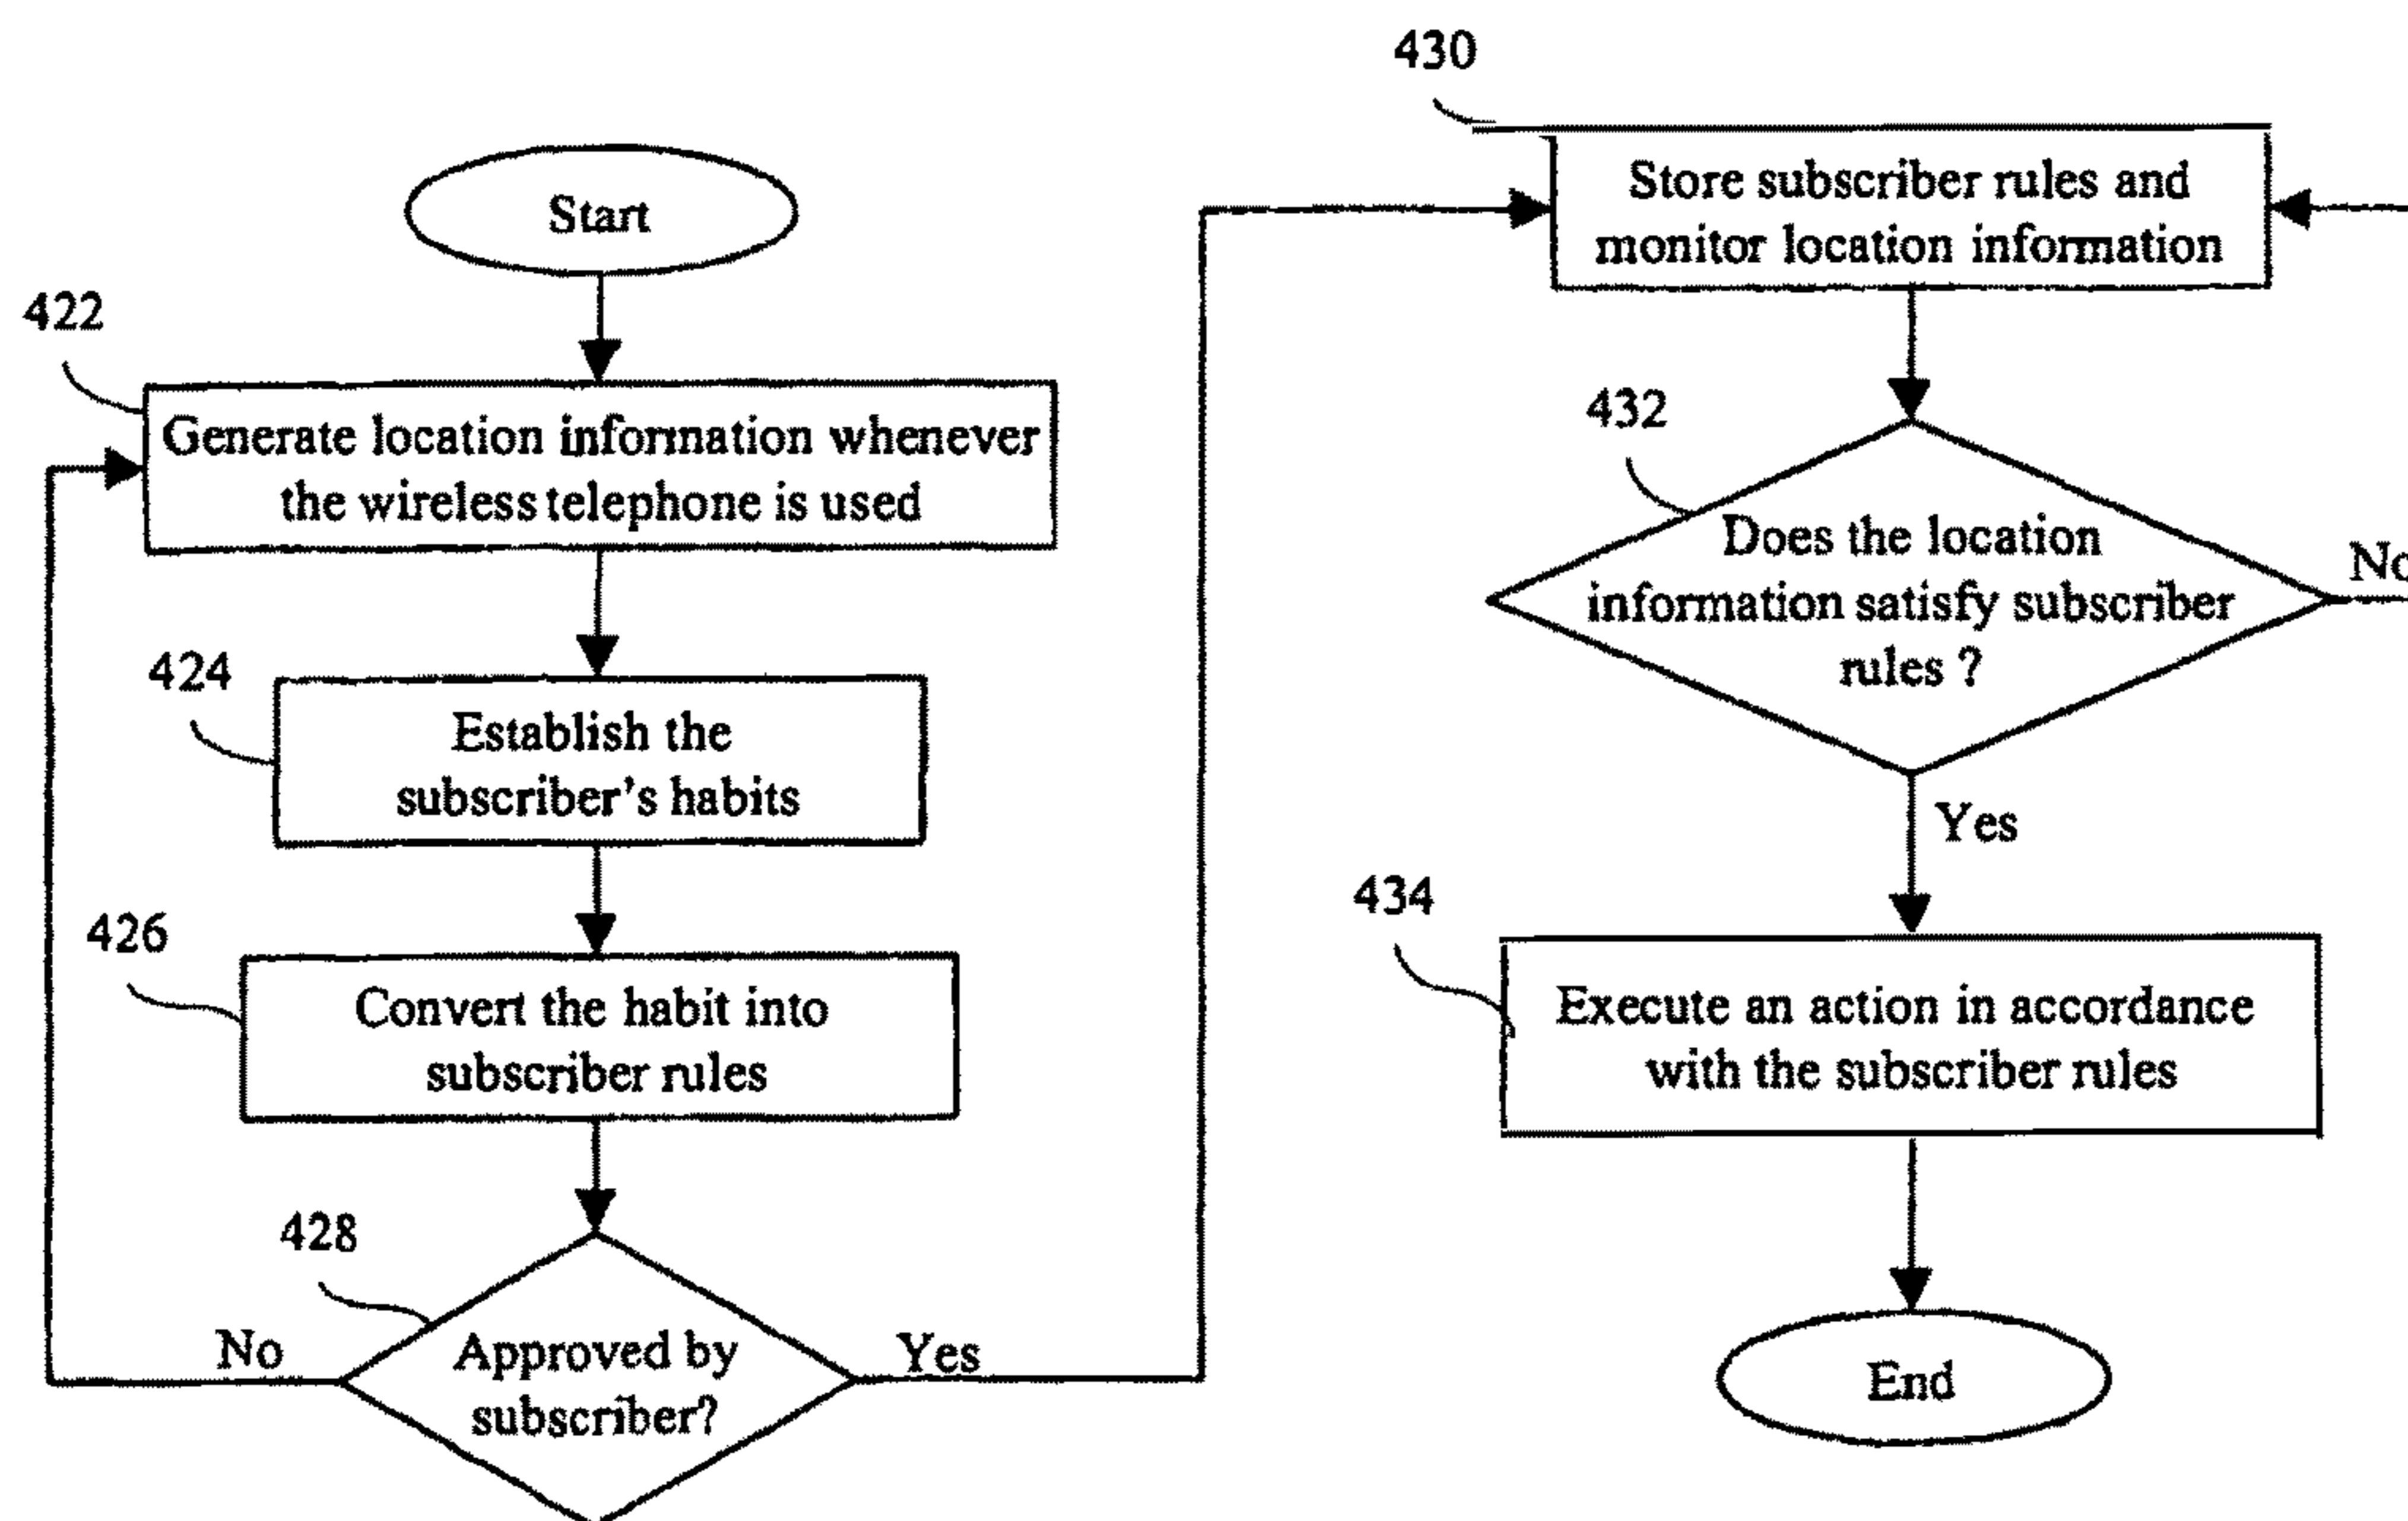 Start
422
Generate location information whenever
the wireless telephone is used
424
Establish the
subscriber's habits
426
Convert the habit into
subscriber rules
428
Approved by
subscriber?
No
Yes
430
Store subscriber rules and
monitor location information
432
Does the location
information satisfy subscriber
rules ?
No
Yes
434
Execute an action in accordance
with the subscriber rules
End